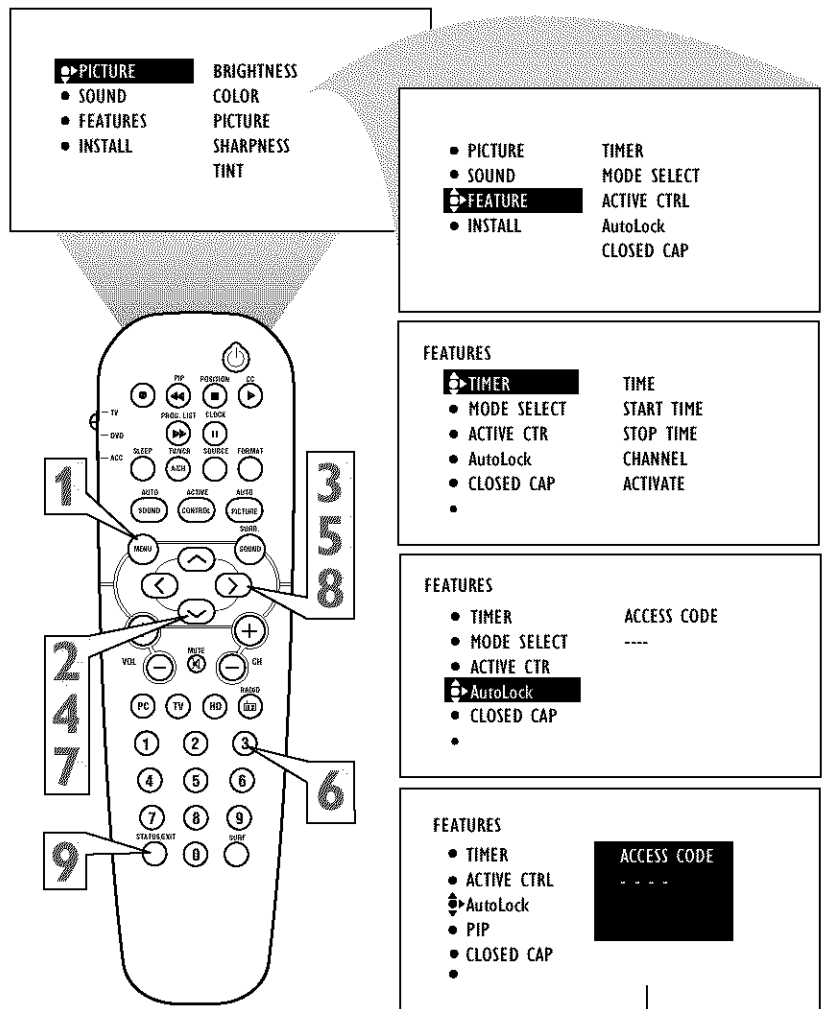 PICTURE BRIGHTNESS
• SOUND COLOR
• FEATURES PICTURE
• INSTALL SHARPNESS
TINT
• PICTURE TIMER
• SOUND MODE SELECT
FEATURE ACTIVE CTRL
• INSTALL AutoLock
CLOSED CAP
FEATURES
TIMER TIME
• MODE SELECT START TIME
• ACTIVE CTR STOP TIME
• AutoLock CHANNEL
• CLOSED CAP ACTIVATE
•
FEATURES
• TIMER ACCESS CODE
• MODE SELECT ----
• ACTIVE CTR
AutoLock
• CLOSED CAP
•
FEATURES
• TIMER ACCESS CODE
• ACTIVE CTRL - - - -
AutoLock
• PIP
• CLOSED CAP
•
PIP POSITION CC
TV
PROG. LIST CLOCK
DVD
ACC
SLEEP TUNER SOURCE FORMAT
A/CH
AUTO ACTIVE AUTO
SOUND CONTROL PICTURE
SURR.
MENU SOUND
VOL MUTE CH
RADIO
PC TV HD
1 2 3
4 5 6
7 8 9
STATUS/EXIT SURF
0
1
3
5
8
2
4
7
6
9